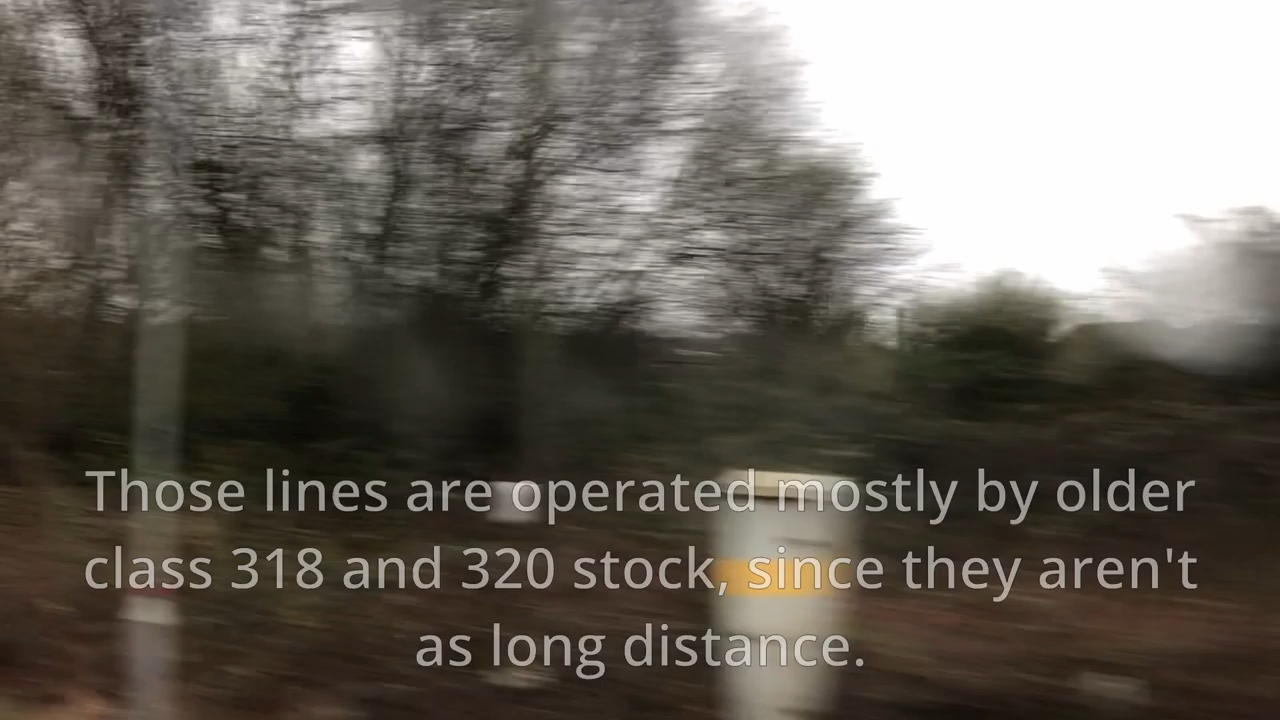 Those lines are operated mostly by older
class 318 and 320 stock, since they aren't
as long distance.